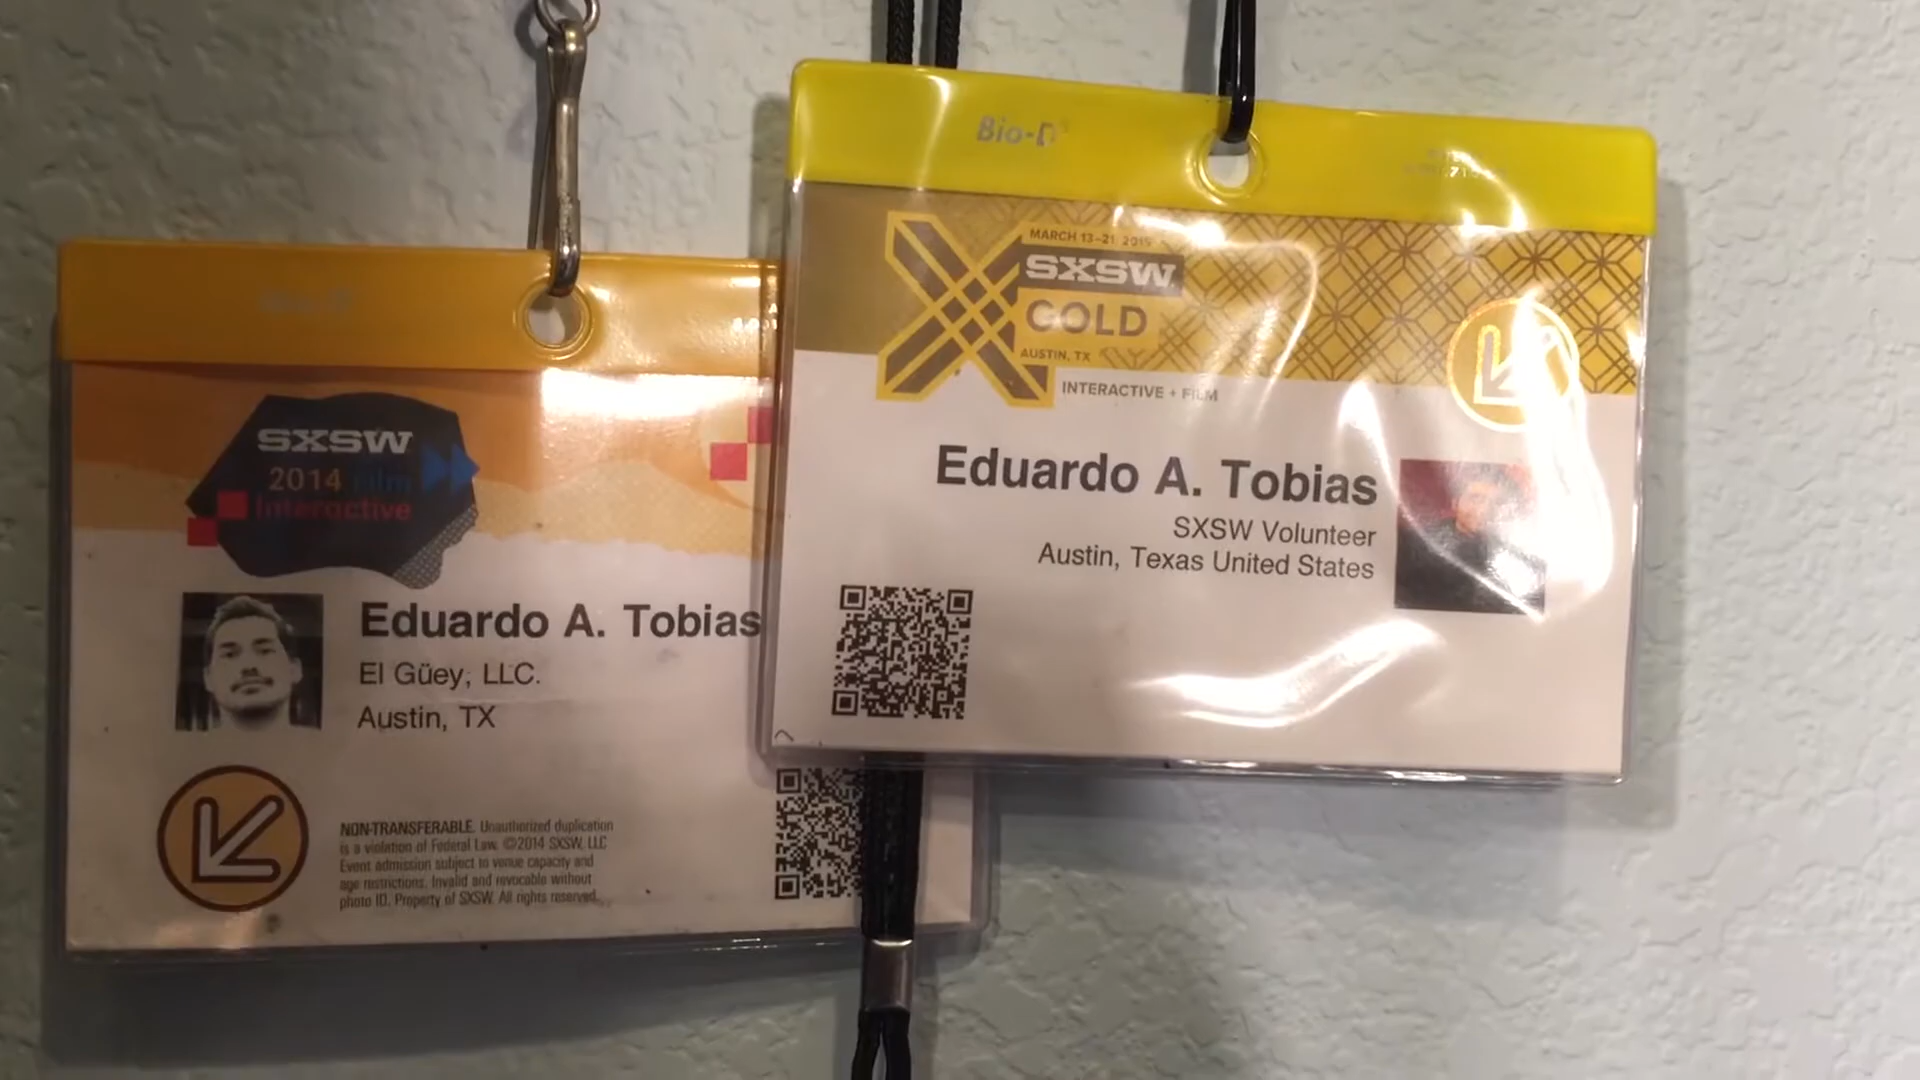 SXSW
2014 Film
Interactive
Eduardo A. Tobias
El Güey, LLC.
Austin, TX
NON-TRANSFERABLE. Unauthorized duplication
is a violation of Federal Law. ©2014 SXSW, LLC
Event admission subject to venue capacity and
age restrictions. Invalid and revocable without
photo ID. Property of SXSW. All rights reserved.
Bio-D
MARCH 13–21, 2015
SXSW
GOLD
AUSTIN, TX
INTERACTIVE + FILM
Eduardo A. Tobias
SXSW Volunteer
Austin, Texas United States